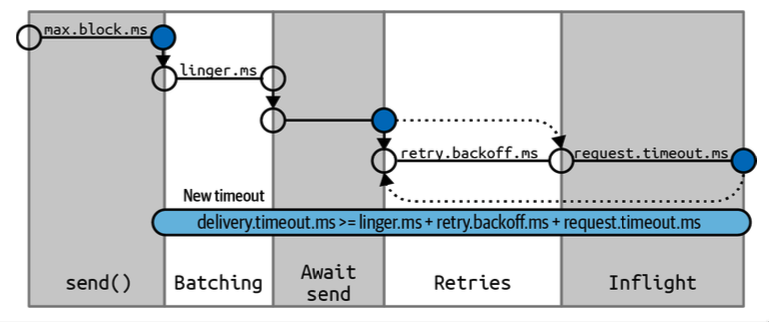 max.block.ms
linger.ms
retry.backoff.ms
request.timeout.ms
New timeout
delivery.timeout.ms >= linger.ms + retry.backoff.ms + request.timeout.ms
send()
Batching
Await
send
Retries
Inflight